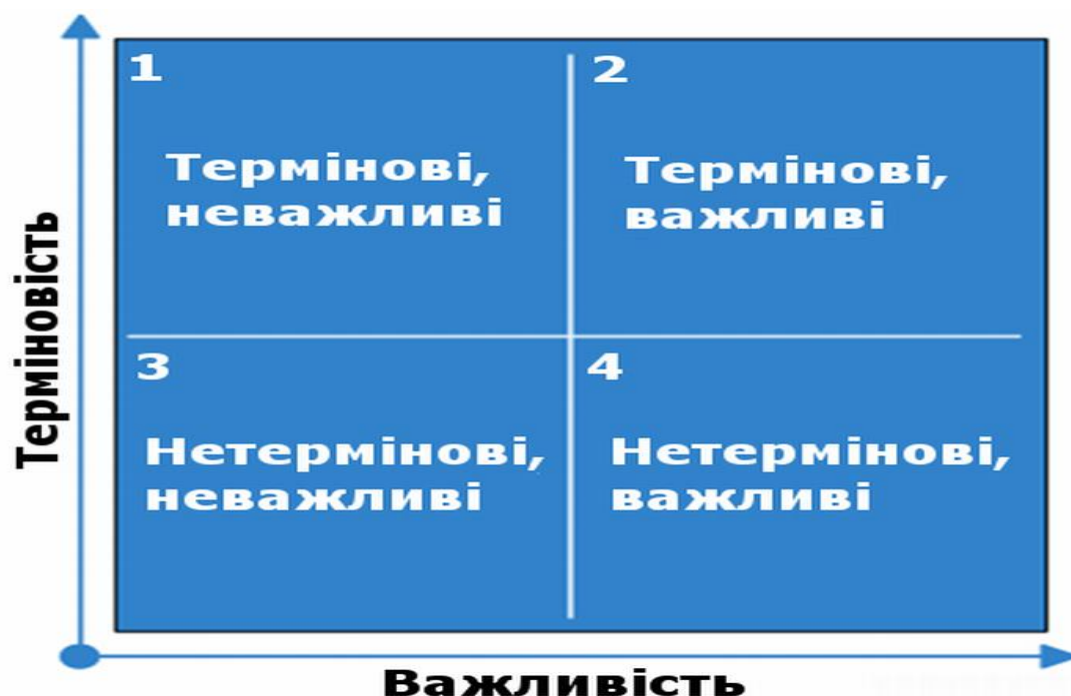 1
Термінові,
неважливі
2
Термінові,
важливі
3
Нетермінові,
неважливі
4
Нетермінові,
важливі
Терміновість
Важливість